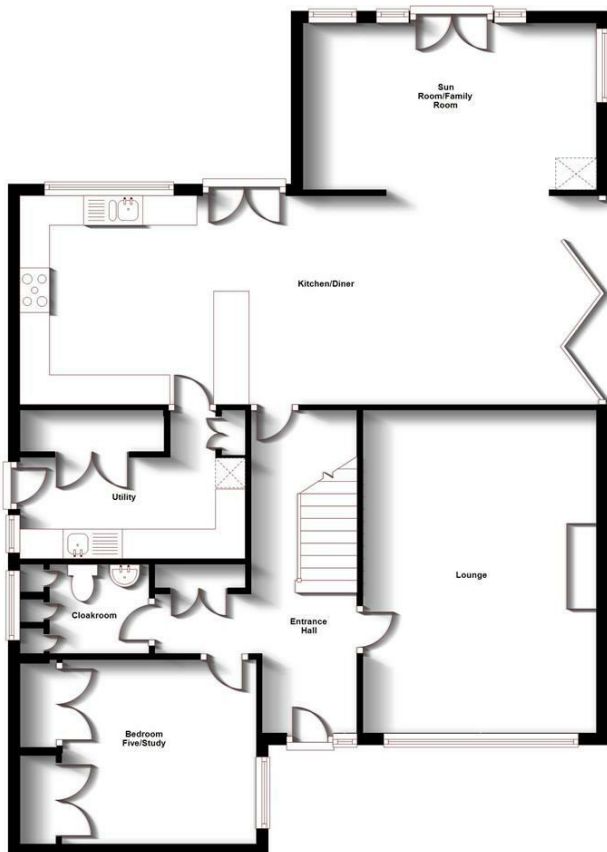 Sun
Room/Family
Room
Kitchen/Diner
Utility
Lounge
Cloakroom
Entrance
Hall
Bedroom
Five/Study